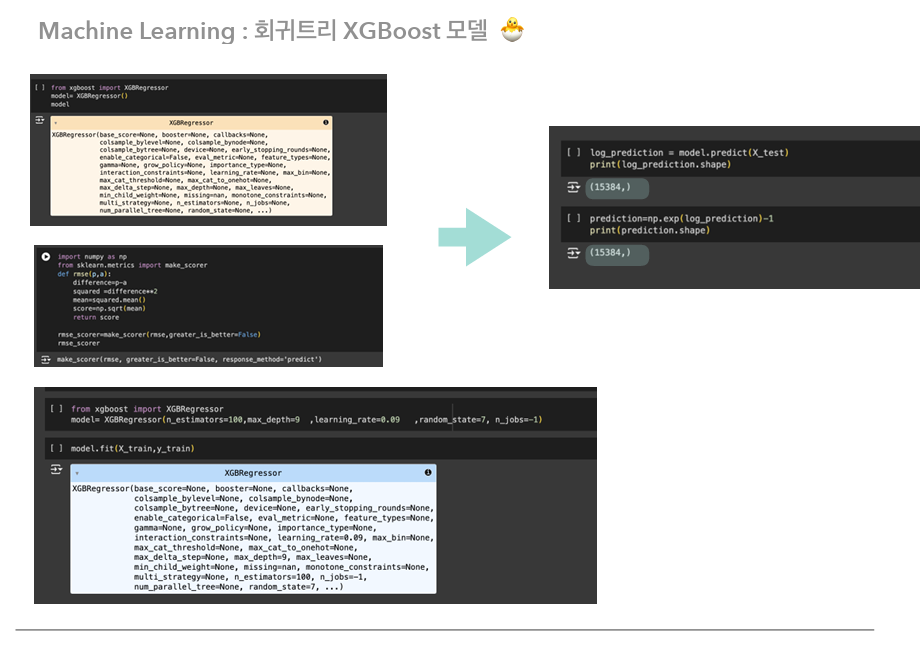 Machine Learning : 회귀트리 XGBoost 모델
[ ] from xgboost import XGBRegressor
model= XGBRegressor()
model
XGBRegressor
XGBRegressor(base_score=None, booster=None, callbacks=None,
colsample_bylevel=None, colsample_bynode=None,
colsample_bytree=None, device=None, early_stopping_rounds=None,
enable_categorical=False, eval_metric=None, feature_types=None,
gamma=None, grow_policy=None, importance_type=None,
interaction_constraints=None, learning_rate=None, max_bin=None,
max_cat_threshold=None, max_cat_to_onehot=None,
max_delta_step=None, max_depth=None, max_leaves=None,
min_child_weight=None, missing=nan, monotone_constraints=None,
multi_strategy=None, n_estimators=None, n_jobs=None,
num_parallel_tree=None, random_state=None, ...)
import numpy as np
from sklearn.metrics import make_scorer
def rmse(p,a):
difference=p-a
squared =difference**2
mean=squared.mean()
score=np.sqrt(mean)
return score
rmse_scorer=make_scorer(rmse,greater_is_better=False)
rmse_scorer
make_scorer(rmse, greater_is_better=False, response_method='predict')
[ ] from xgboost import XGBRegressor
model= XGBRegressor(n_estimators=100,max_depth=9 ,learning_rate=0.09 ,random_state=7, n_jobs=-1)
[ ] model.fit(X_train,y_train)
XGBRegressor
XGBRegressor(base_score=None, booster=None, callbacks=None,
colsample_bylevel=None, colsample_bynode=None,
colsample_bytree=None, device=None, early_stopping_rounds=None,
enable_categorical=False, eval_metric=None, feature_types=None,
gamma=None, grow_policy=None, importance_type=None,
interaction_constraints=None, learning_rate=0.09, max_bin=None,
max_cat_threshold=None, max_cat_to_onehot=None,
max_delta_step=None, max_depth=9, max_leaves=None,
min_child_weight=None, missing=nan, monotone_constraints=None,
multi_strategy=None, n_estimators=100, n_jobs=-1,
num_parallel_tree=None, random_state=7, ...)
[ ] log_prediction = model.predict(X_test)
print(log_prediction.shape)
(15384,)
[ ] prediction=np.exp(log_prediction)-1
print(prediction.shape)
(15384,)